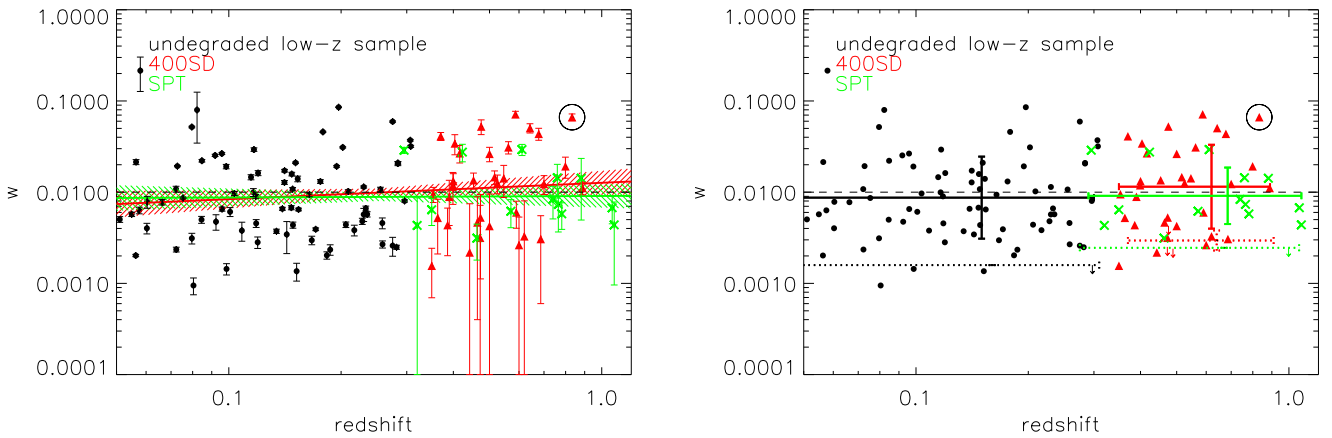 1.0000
undegraded low-z sample
400SD
SPT
0.1000
0.0100
0.0010
0.0001
w
0.1
1.0
redshift
1.0000
undegraded low-z sample
400SD
SPT
0.1000
0.0100
0.0010
0.0001
w
0.1
1.0
redshift